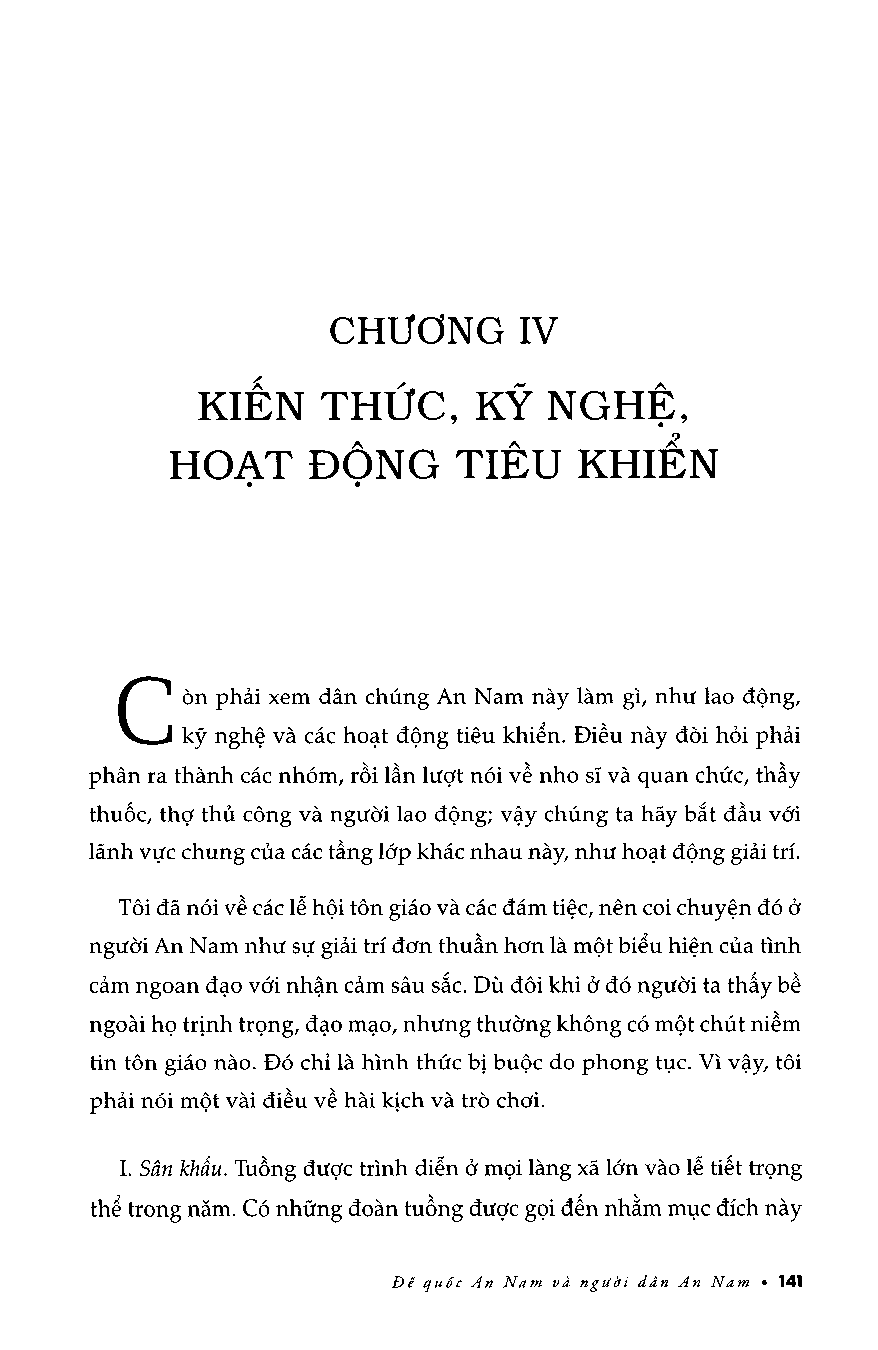 CHƯƠNG IV
KIẾN THỨC, KỸ NGHỆ,
HOẠT ĐỘNG TIÊU KHIỂN
Còn phải xem dân chúng An Nam này làm gì, như lao động,
kỹ nghệ và các hoạt động tiêu khiển. Điều này đòi hỏi phải
phân ra thành các nhóm, rồi lần lượt nói về nho sĩ và quan chức, thầy
thuốc, thợ thủ công và người lao động; vậy chúng ta hãy bắt đầu với
lãnh vực chung của các tầng lớp khác nhau này, như hoạt động giải trí.
Tôi đã nói về các lễ hội tôn giáo và các đám tiệc, nên coi chuyện đó ở
người An Nam như sự giải trí đơn thuần hơn là một biểu hiện của tình
cảm ngoan đạo với nhận cảm sâu sắc. Dù đôi khi ở đó người ta thấy bề
ngoài họ trịnh trọng, đạo mạo, nhưng thường không có một chút niềm
tin tôn giáo nào. Đó chỉ là hình thức bị buộc do phong tục. Vì vậy, tôi
phải nói một vài điều về hài kịch và trò chơi.
I. Sân khấu. Tuồng được trình diễn ở mọi làng xã lớn vào lễ tiết trọng
thể trong năm. Có những đoàn tuồng được gọi đến nhằm mục đích này
Đế quốc An Nam và người dân An Nam • 141